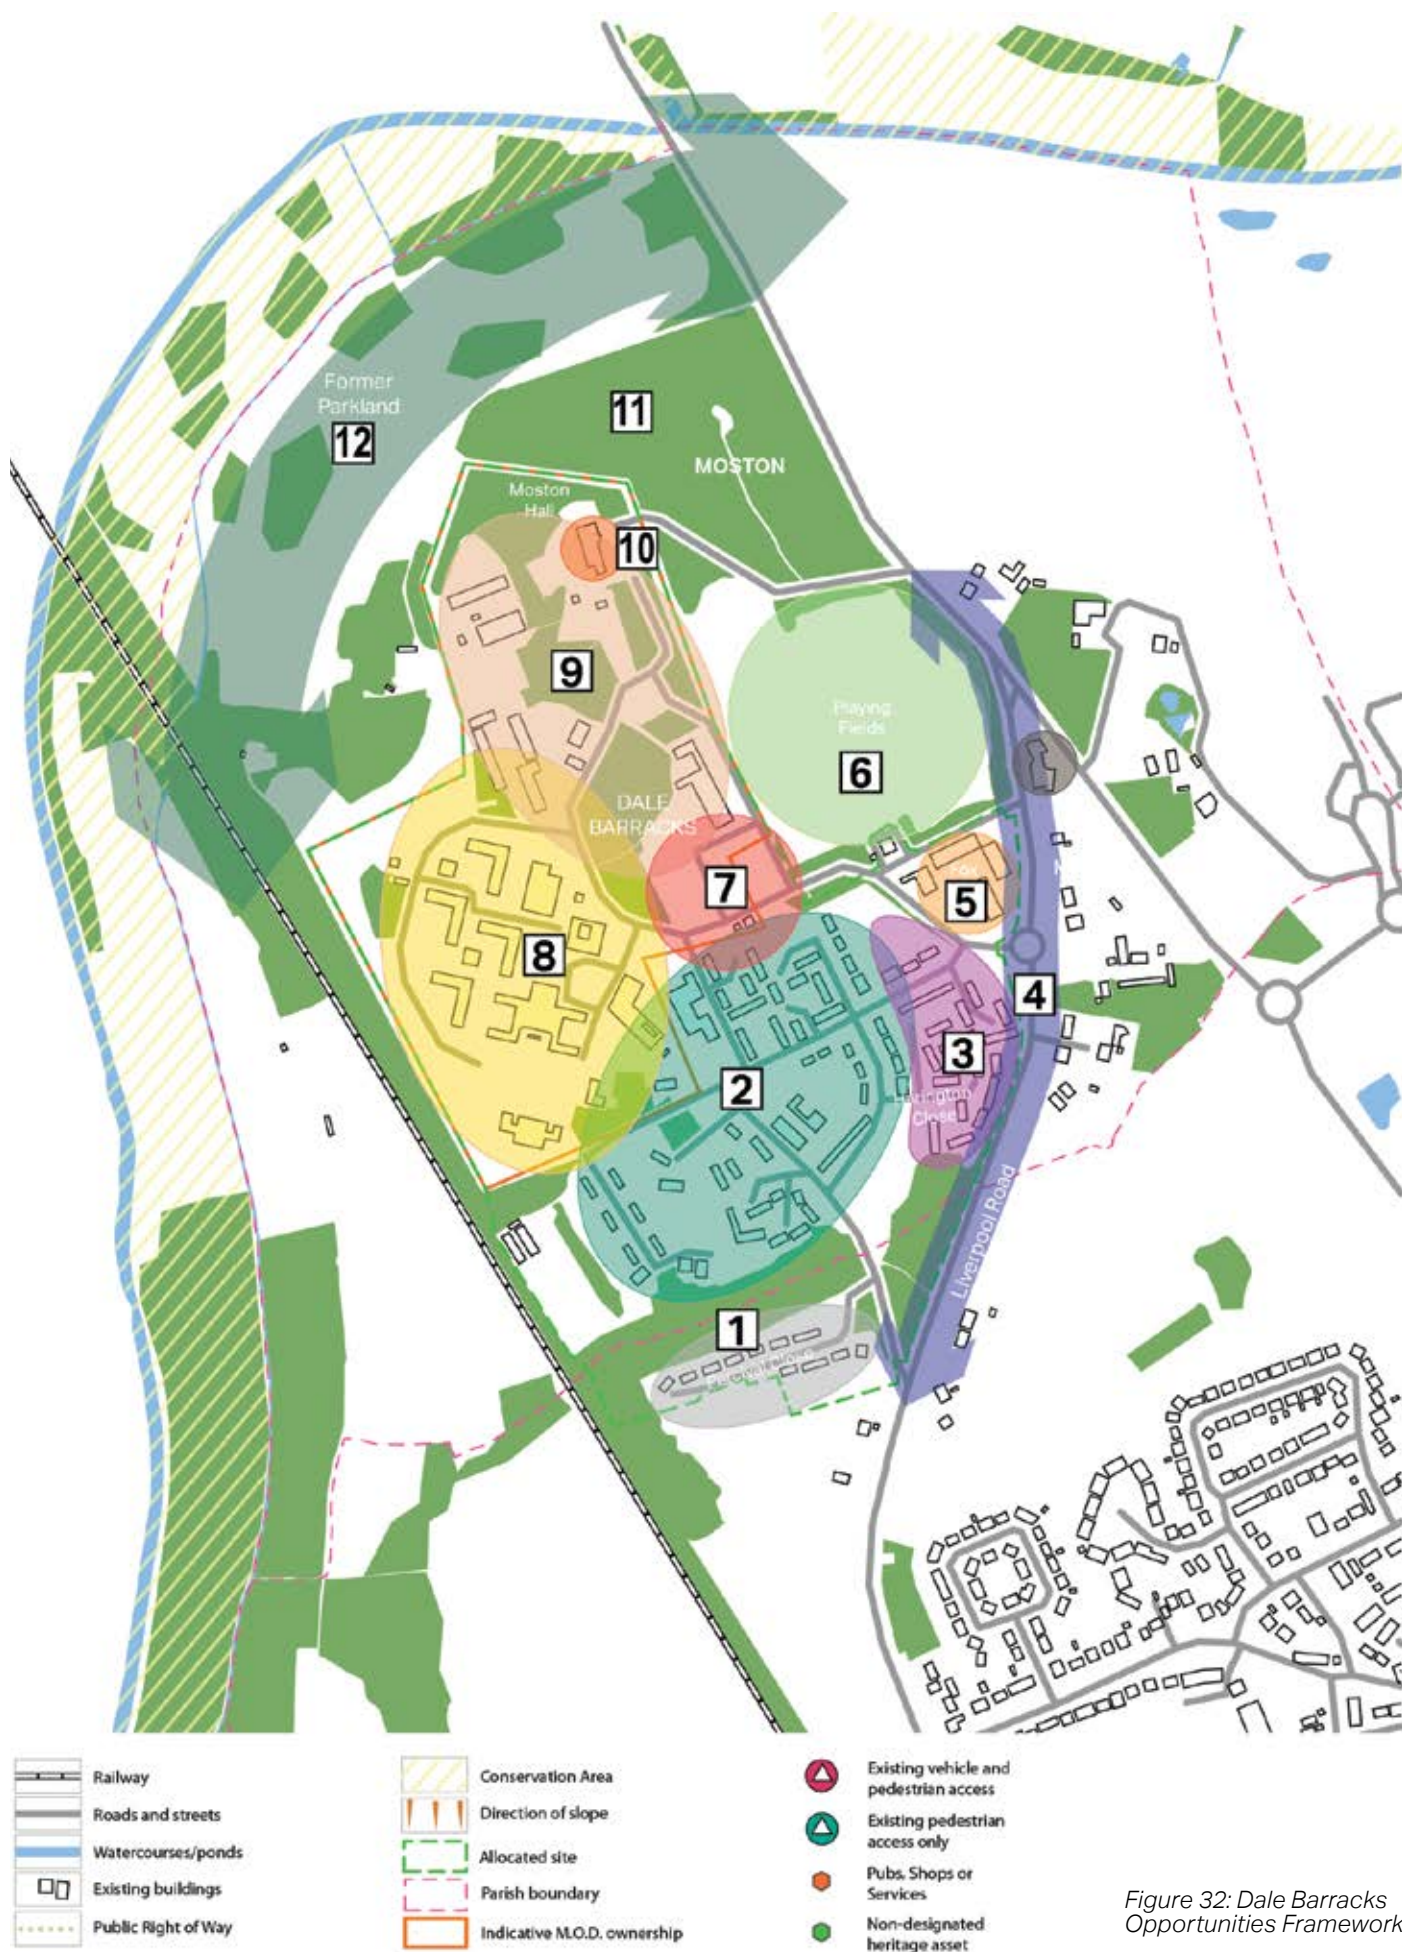 Former
Parkland
12
11
MOSTON
Moston
Hall
10
9
Playing
Fields
6
DALE
BARRACKS
7
5
8
4
3
2
Close
Liverpool Road
1
Railway
Roads and streets
Watercourses/ponds
Existing buildings
Public Right of Way
Conservation Area
Direction of slope
Allocated site
Parish boundary
Indicative M.O.D. ownership
Existing vehicle and
pedestrian access
Existing pedestrian
access only
Pubs, Shops or
Services
Non-designated
heritage asset
Figure 32: Dale Barracks
Opportunities Framework